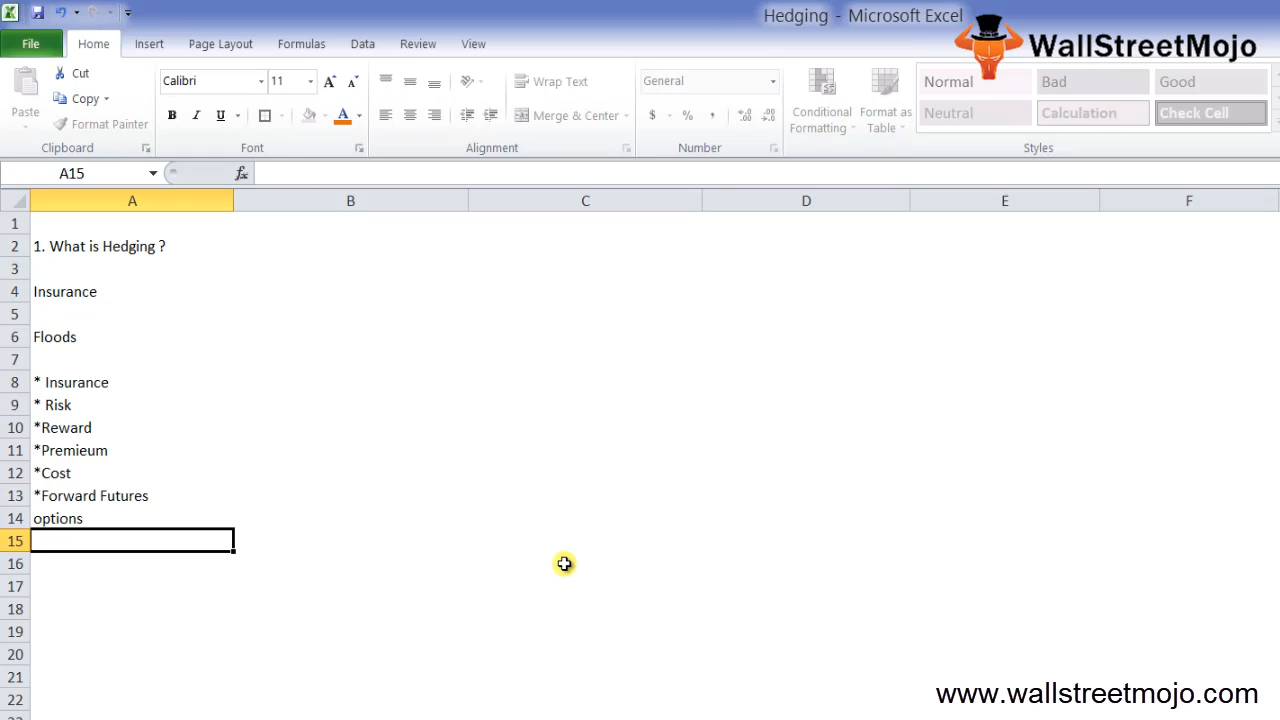 Hedging - Microsoft Excel
WallStreetMojo
File Home Insert Page Layout Formulas Data Review View
Paste
Cut
Copy
Format Painter
Clipboard
Calibri 11
A A
B I U
A
Font
Wrap Text
Merge & Center
Alignment
General
$ % ,
Number
Conditional Formatting
Format as Table
Normal Bad Good
Neutral Calculation Check Cell
Styles
A15
fx
A B C D E F
1
2 1. What is Hedging ?
3
4 Insurance
5
6 Floods
7
8 * Insurance
9 * Risk
10 *Reward
11 *Premieum
12 *Cost
13 *Forward Futures
14 options
15
16
17
18
19
20
21
22
www.wallstreetmojo.com